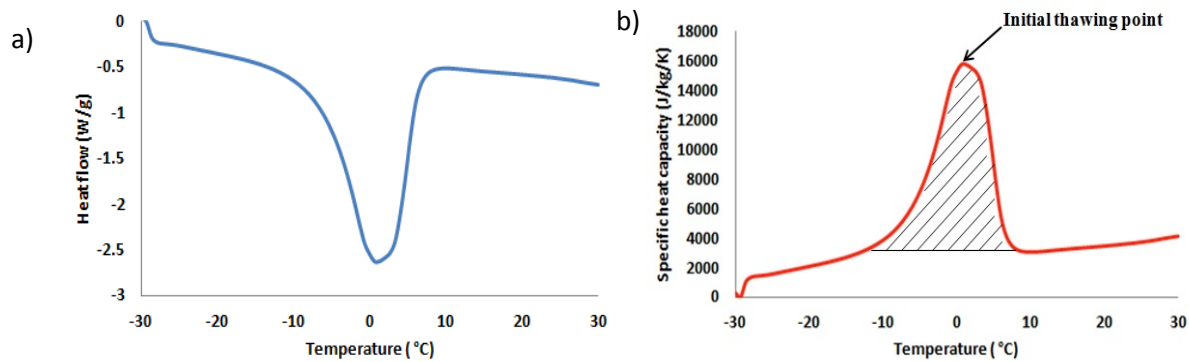 a)
0
-0.5
-1
-1.5
-2
-2.5
-3
Heat flow (W/g)
-30 -20 -10 0 10 20 30
Temperature ( °C)
b)
Initial thawing point
18000
16000
14000
12000
10000
8000
6000
4000
2000
0
Specific heat capacity (J/kg/K)
-30 -20 -10 0 10 20 30
Temperature ( °C)